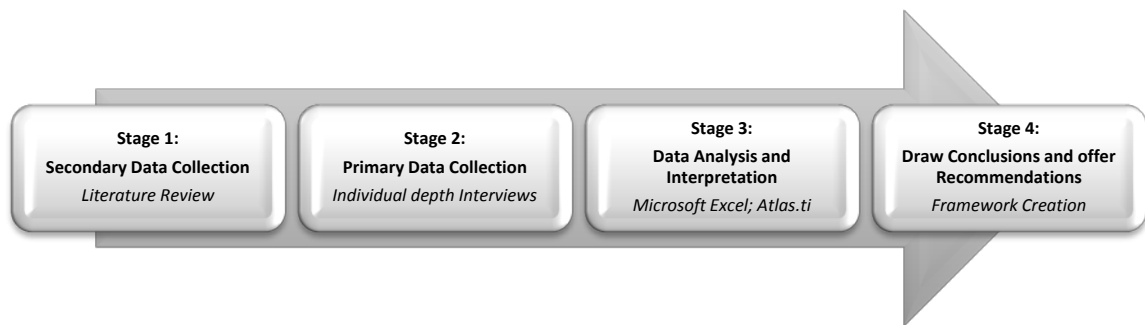 Stage 1:
Secondary Data Collection
Literature Review
Stage 2:
Primary Data Collection
Individual depth Interviews
Stage 3:
Data Analysis and
Interpretation
Microsoft Excel; Atlas.ti
Stage 4:
Draw Conclusions and offer
Recommendations
Framework Creation